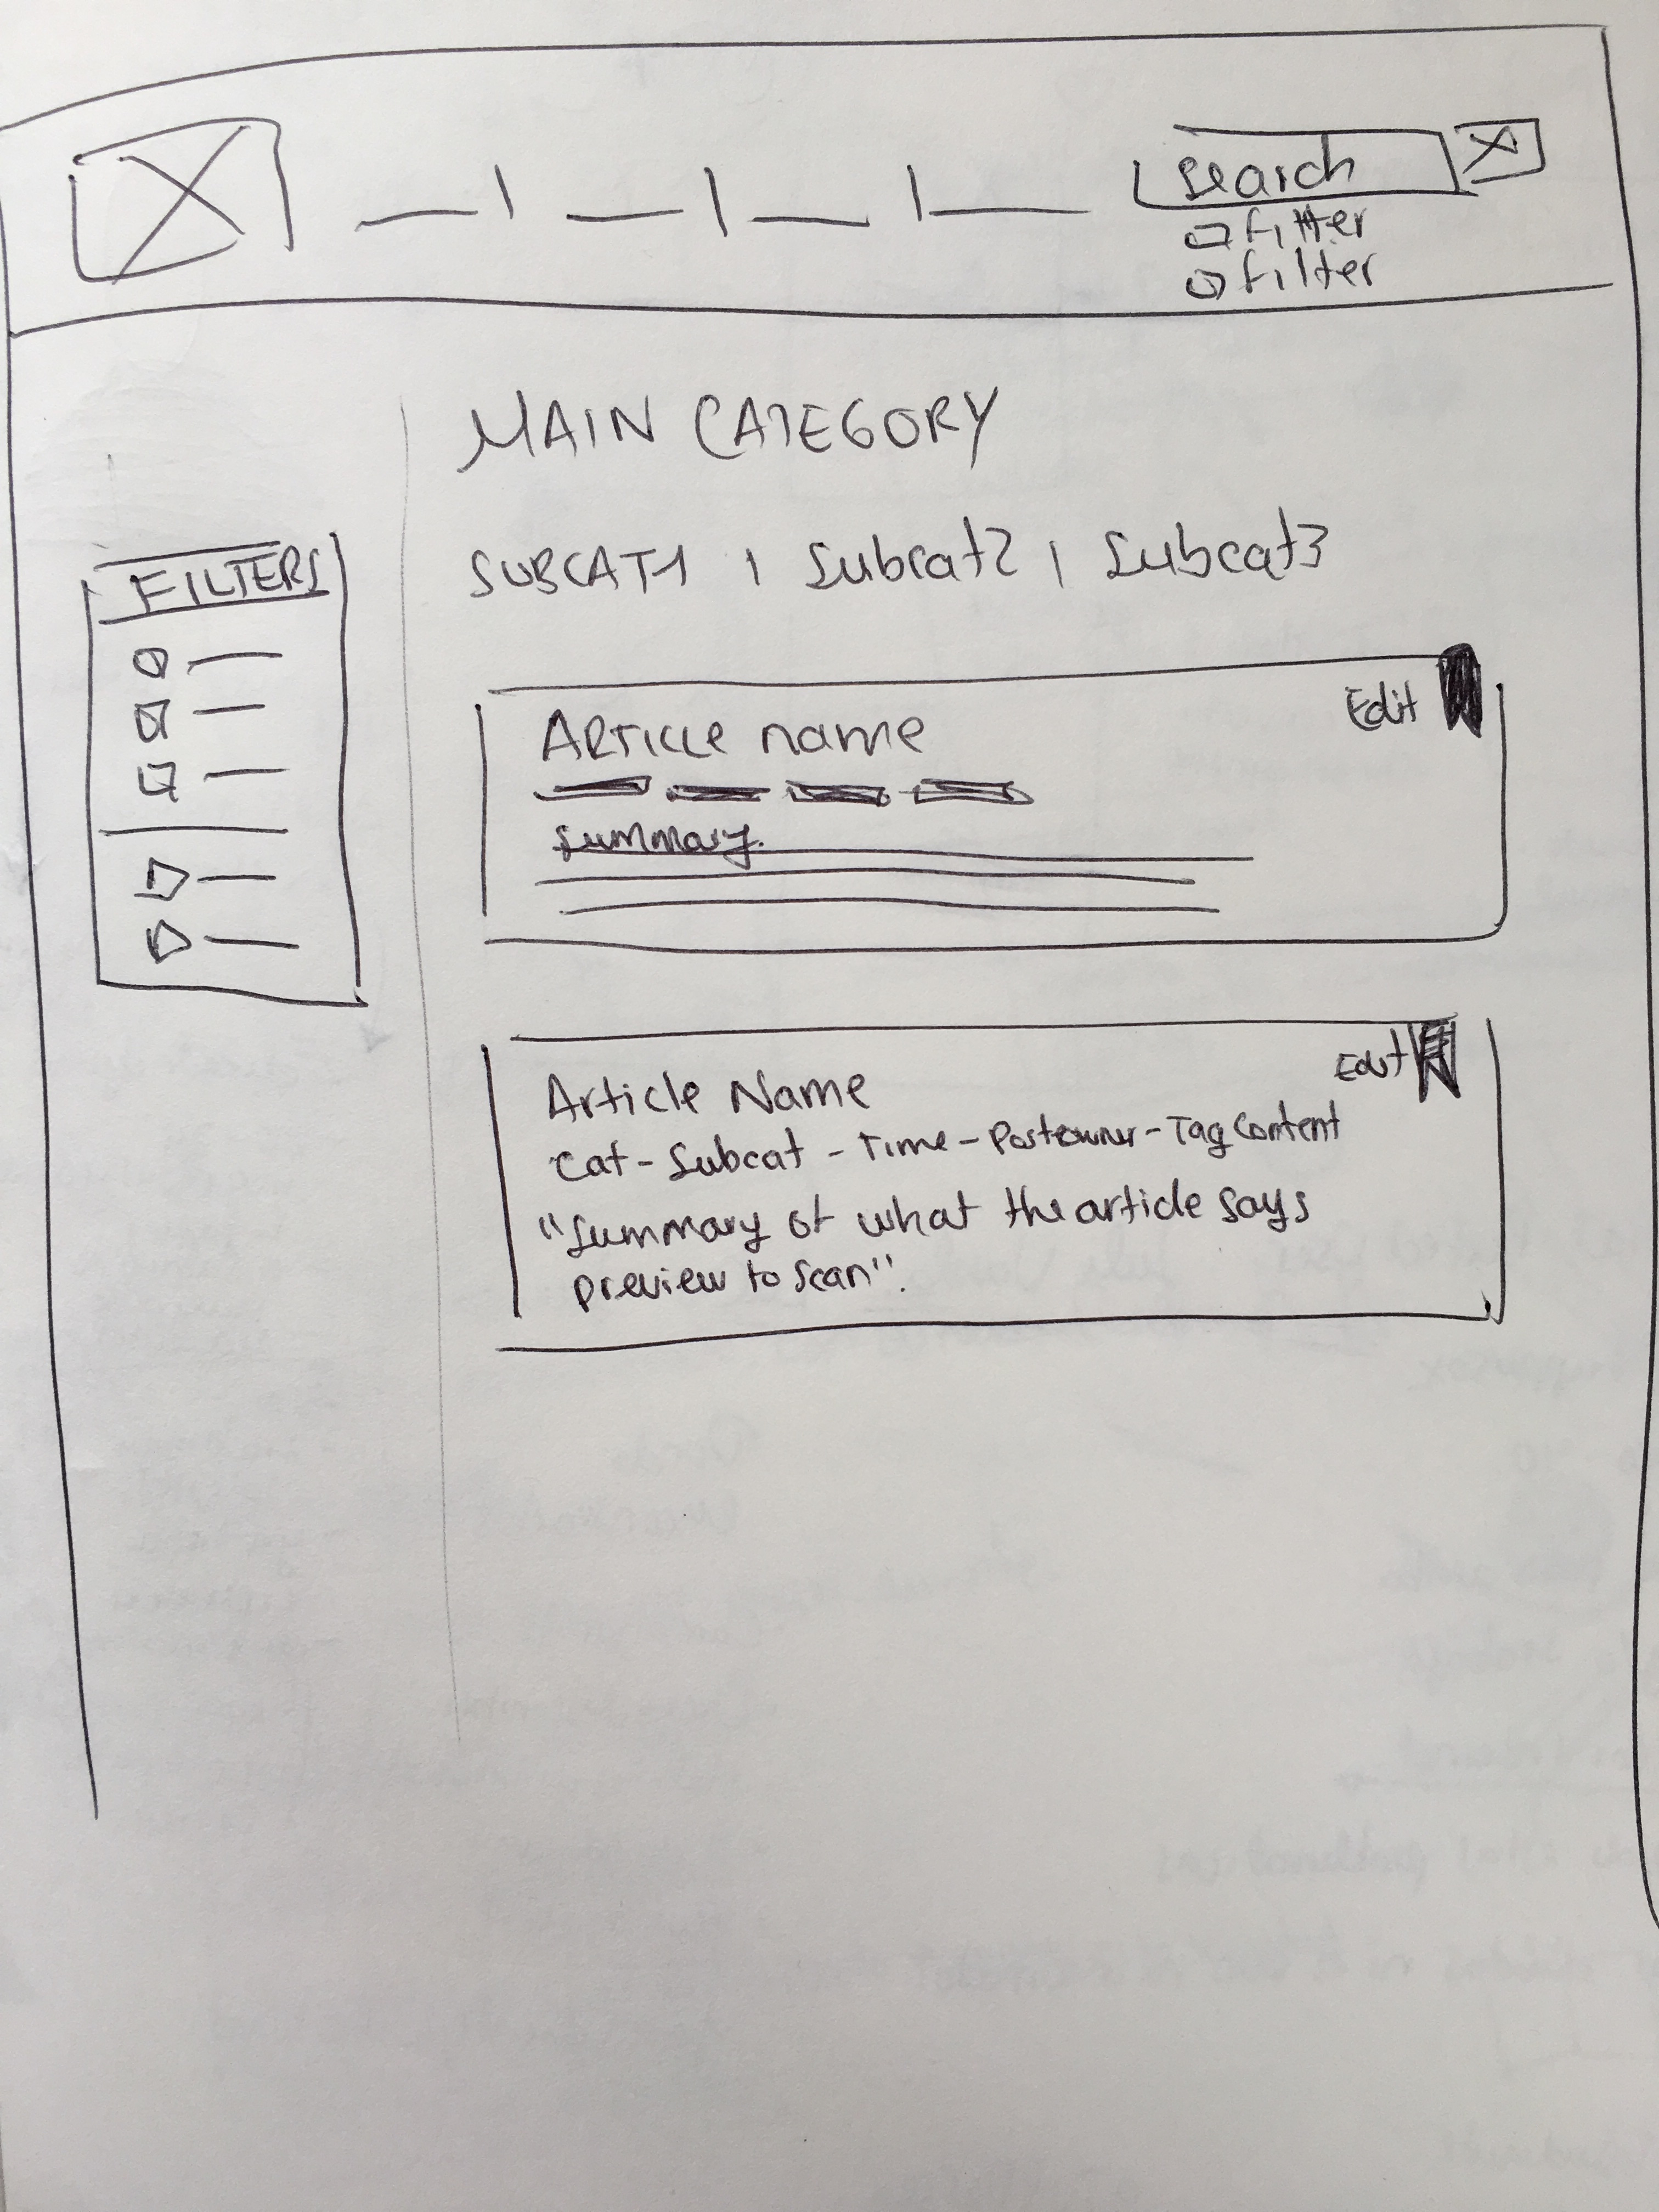 search
filter
filter
MAIN CATEGORY
SUBCAT1 | Subcat2 | Subcat3
FILTERS
Edit
ARTICLE name
Summary.
Edit
Article Name
Cat - Subcat - Time - Postowner - Tag Content
"Summary of what the article says
preview to scan".